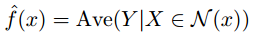 f̂(x) = Ave(Y|X ∈ 𝒩(x))